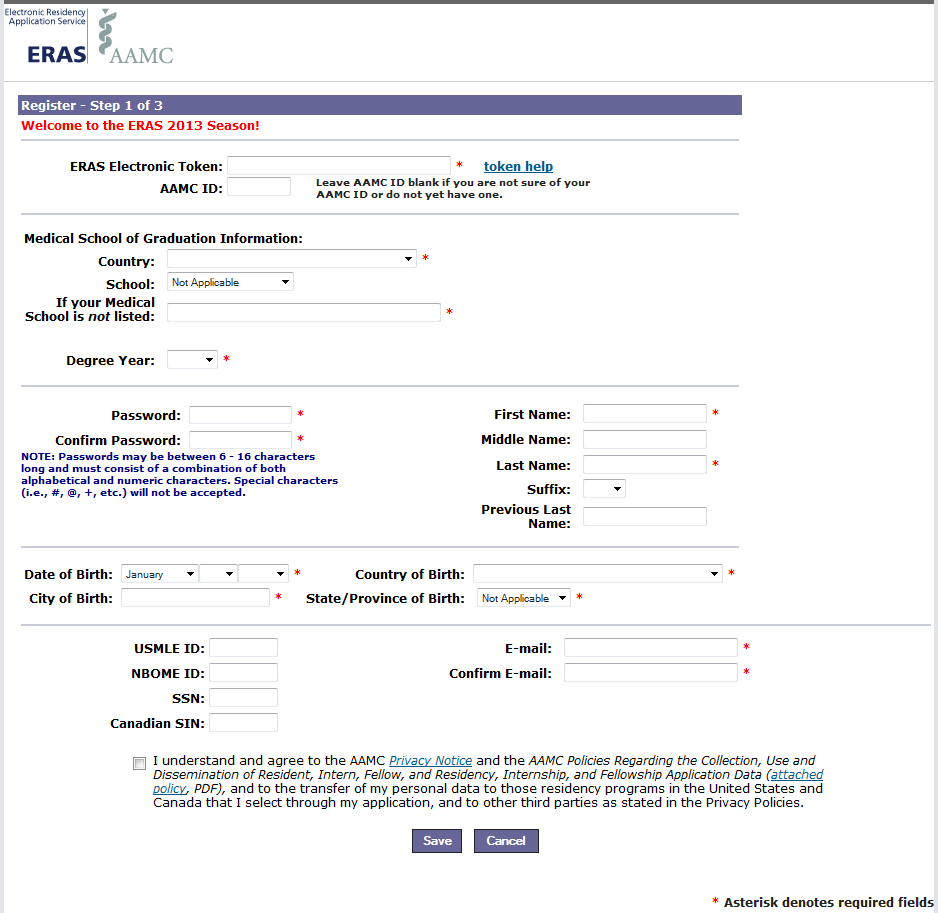 Electronic Residency
Application Service
ERAS
AAMC
Register - Step 1 of 3
Welcome to the ERAS 2013 Season!
ERAS Electronic Token: * token help
AAMC ID: Leave AAMC ID blank if you are not sure of your
AAMC ID or do not yet have one.
Medical School of Graduation Information:
Country: *
School: Not Applicable
If your Medical
School is not listed: *
Degree Year: *
Password: *
Confirm Password: *
NOTE: Passwords may be between 6 - 16 characters
long and must consist of a combination of both
alphabetical and numeric characters. Special characters
(i.e., #, @, +, etc.) will not be accepted.
First Name: *
Middle Name:
Last Name: *
Suffix:
Previous Last
Name:
Date of Birth: January * Country of Birth: *
City of Birth: * State/Province of Birth: Not Applicable *
USMLE ID:
NBOME ID:
SSN:
Canadian SIN:
E-mail: *
Confirm E-mail: *
I understand and agree to the AAMC Privacy Notice and the AAMC Policies Regarding the Collection, Use and
Dissemination of Resident, Intern, Fellow, and Residency, Internship, and Fellowship Application Data (attached
policy, PDF), and to the transfer of my personal data to those residency programs in the United States and
Canada that I select through my application, and to other third parties as stated in the Privacy Policies.
Save Cancel
* Asterisk denotes required fields